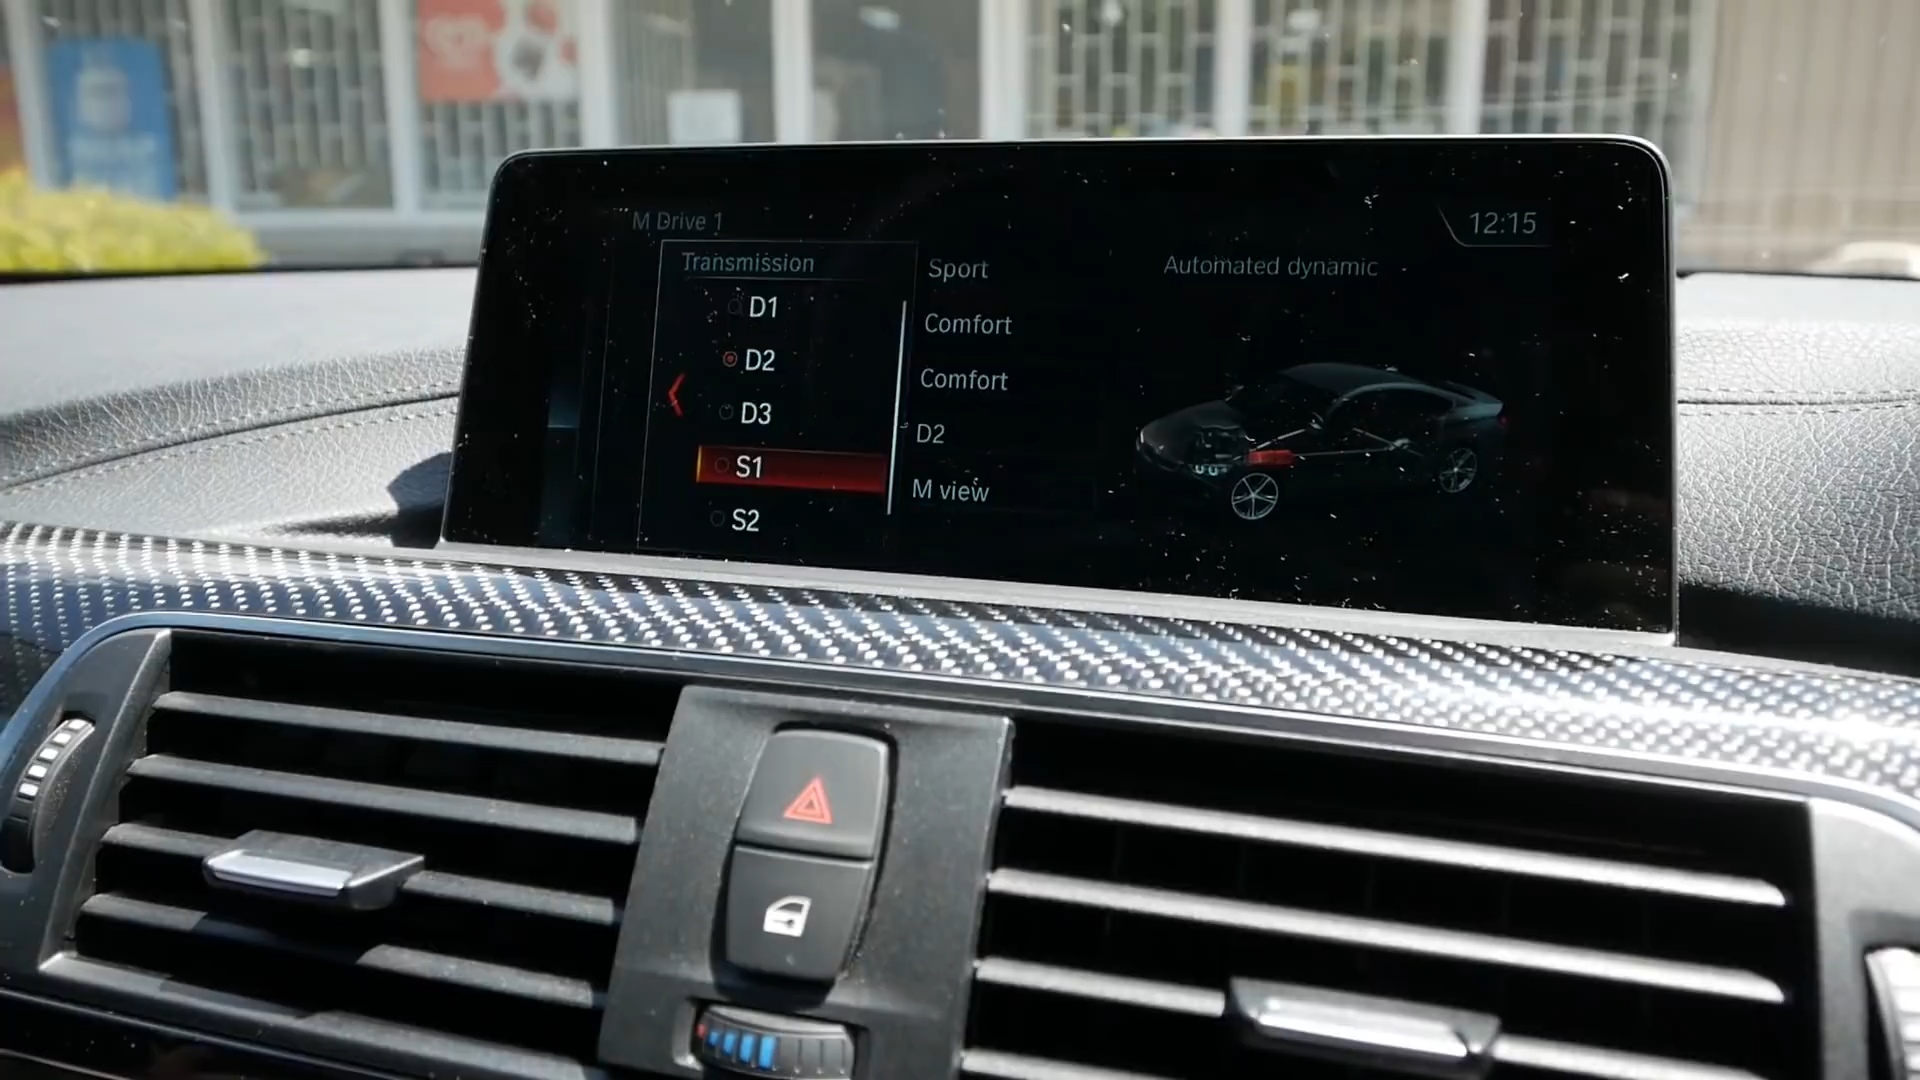 M Drive 1
12:15
Transmission
D1
D2
D3
S1
S2
Sport
Comfort
Comfort
D2
M view
Automated dynamic